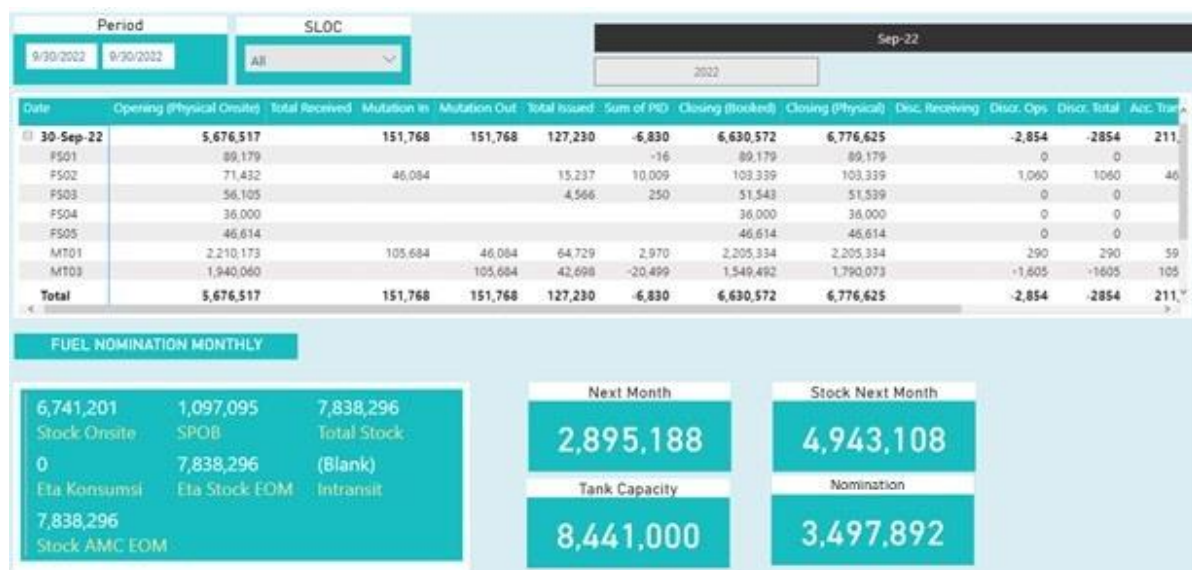 Period
SLOC
9/30/2022 9/30/2022
All
Sep-22
2022
Date Opening (Physical Onsite) Total Received Mutation In Mutation Out Total Issued Sum of PID Closing (Booked) Closing (Physical) Disc. Receiving Discr. Ops Discr. Total Acc. Tran
30-Sep-22 5,676,517 151,768 151,768 127,230 -6,830 6,630,572 6,776,625 -2,854 -2854 211,
FS01 89,179 -16 89,179 89,179 0 0
FS02 71,432 46,084 15,237 10,009 103,339 103,339 1,060 1060 46
FS03 56,105 4,566 250 51,543 51,539 0 0
FS04 36,000 36,000 36,000 0 0
FS05 46,614 46,614 46,614 0 0
MT01 2,210,173 105,684 46,084 64,729 2,970 2,205,334 2,205,334 290 290 59
MT03 1,940,060 105,684 42,698 -20,499 1,549,492 1,790,073 -1,605 -1605 105
Total 5,676,517 151,768 151,768 127,230 -6,830 6,630,572 6,776,625 -2,854 -2854 211,
FUEL NOMINATION MONTHLY
6,741,201 1,097,095 7,838,296
Stock Onsite SPOB Total Stock
0 7,838,296 (Blank)
Eta Konsumsi Eta Stock EOM Intransit
7,838,296
Stock AMC EOM
Next Month
2,895,188
Stock Next Month
4,943,108
Tank Capacity
8,441,000
Nomination
3,497,892